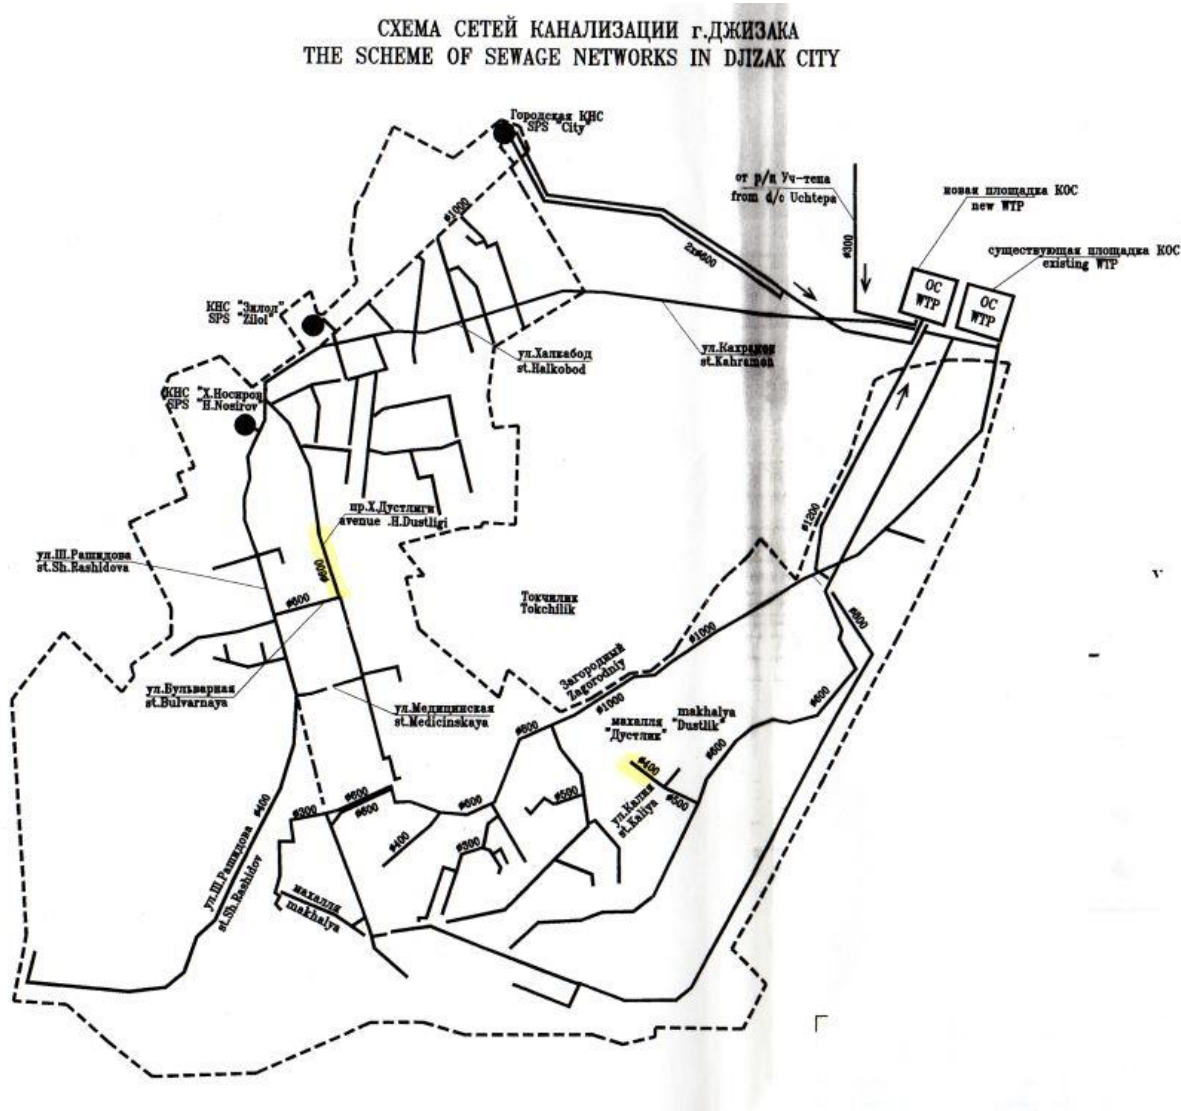 СХЕМА СЕТЕЙ КАНАЛИЗАЦИИ г.ДЖИЗАКА
THE SCHEME OF SEWAGE NETWORKS IN DJIZAK CITY
Городская КНС
SPS "City"
от р/ц Уч-тепа
from d/c Uchtepa
новая площадка КОС
new WTP
существующая площадка КОС
existing WTP
ø1000
2xø600
ø300
ОС
WTP
ОС
WTP
КНС "Зилол"
SPS "Zilol"
ул.Халкабод
st.Halkobod
ул.Кахрамон
st.Kahramon
КНС "Х.Носиров"
SPS "H.Nosirov"
пр.Х.Дустлиги
avenue .H.Dustligi
ø1200
ул.Ш.Рашидова
st.Sh.Rashidova
ø600
ø600
Токчилик
Tokchilik
ø800
ø1000
Загородный
Zagorodniy
ул.Бульварная
st.Bulvarnaya
ул.Медицинская
st.Medicinskaya
ø1000
махалля
"Дустлик"
makhalya
"Dustlik"
ø600
ø800
ø600
ø400
ø500
ул.Калия
st.Kaliya
ø400
ø300
ø600
ø600
ø600
ø500
ø400
ø300
ул.Ш.Рашидова
st.Sh.Rashidov
махалля
makhalya